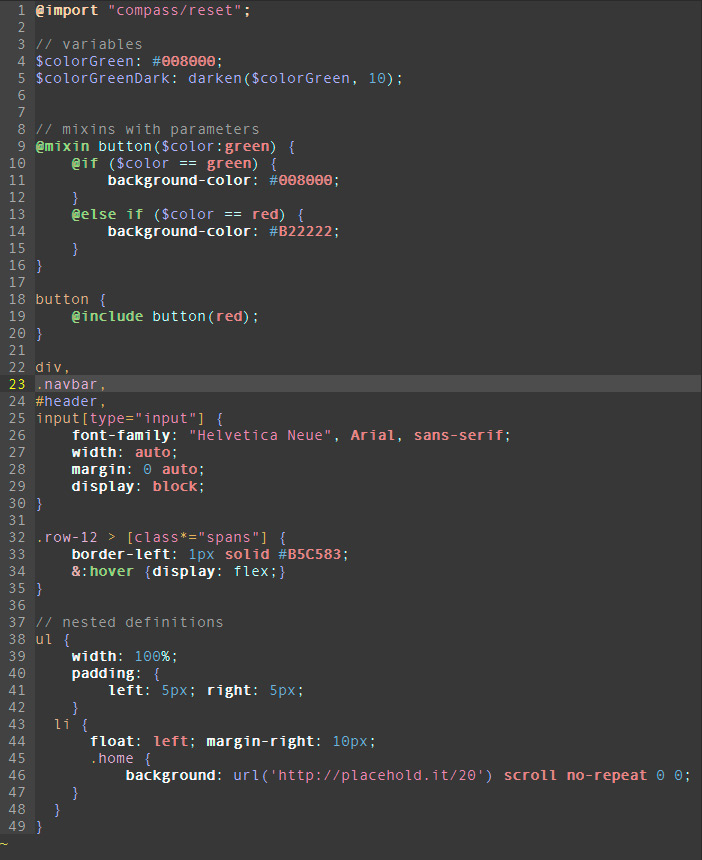 1 @import "compass/reset";
2
3 // variables
4 $colorGreen: #008000;
5 $colorGreenDark: darken($colorGreen, 10);
6
7
8 // mixins with parameters
9 @mixin button($color:green) {
10     @if ($color == green) {
11         background-color: #008000;
12     }
13     @else if ($color == red) {
14         background-color: #B22222;
15     }
16 }
17
18 button {
19     @include button(red);
20 }
21
22 div,
23 .navbar,
24 #header,
25 input[type="input"] {
26     font-family: "Helvetica Neue", Arial, sans-serif;
27     width: auto;
28     margin: 0 auto;
29     display: block;
30 }
31
32 .row-12 > [class*="spans"] {
33     border-left: 1px solid #B5C583;
34     &:hover {display: flex;}
35 }
36
37 // nested definitions
38 ul {
39     width: 100%;
40     padding: {
41         left: 5px; right: 5px;
42     }
43   li {
44       float: left; margin-right: 10px;
45       .home {
46           background: url('http://placehold.it/20') scroll no-repeat 0 0;
47     }
48   }
49 }
~